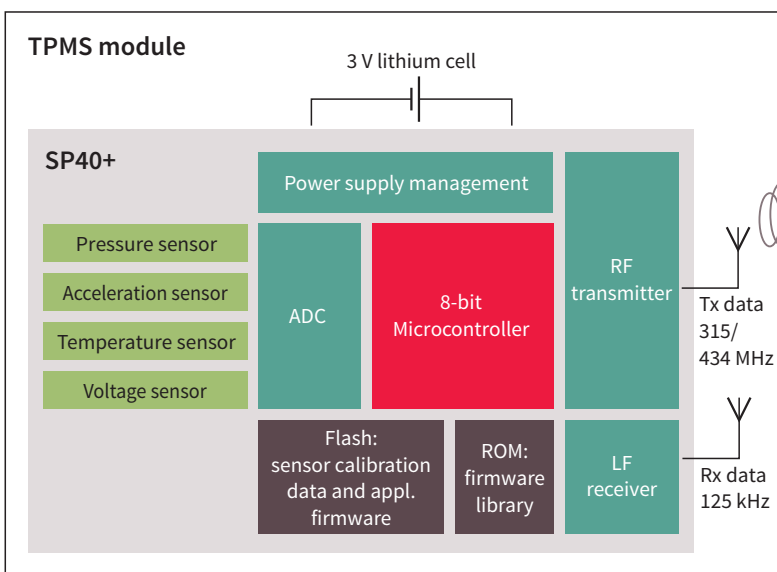 TPMS module
3 V lithium cell
SP40+
Power supply management
Pressure sensor
Acceleration sensor
Temperature sensor
Voltage sensor
ADC
8-bit
Microcontroller
RF
transmitter
Tx data
315/
434 MHz
Flash:
sensor calibration
data and appl.
firmware
ROM:
firmware
library
LF
receiver
Rx data
125 kHz